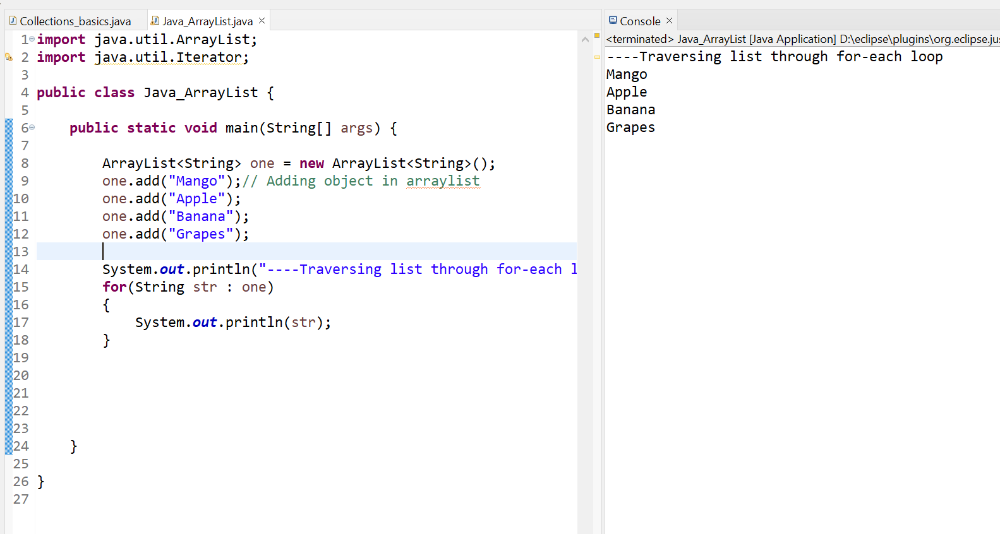 Collections_basics.java
Java_ArrayList.java
1 import java.util.ArrayList;
2 import java.util.Iterator;
3
4 public class Java_ArrayList {
5
6 public static void main(String[] args) {
7
8 ArrayList<String> one = new ArrayList<String>();
9 one.add("Mango");// Adding object in arraylist
10 one.add("Apple");
11 one.add("Banana");
12 one.add("Grapes");
13
14 System.out.println("----Traversing list through for-each l
15 for(String str : one)
16 {
17 System.out.println(str);
18 }
19
20
21
22
23
24 }
25
26 }
27
Console
<terminated> Java_ArrayList [Java Application] D:\eclipse\plugins\org.eclipse.jus
----Traversing list through for-each loop
Mango
Apple
Banana
Grapes